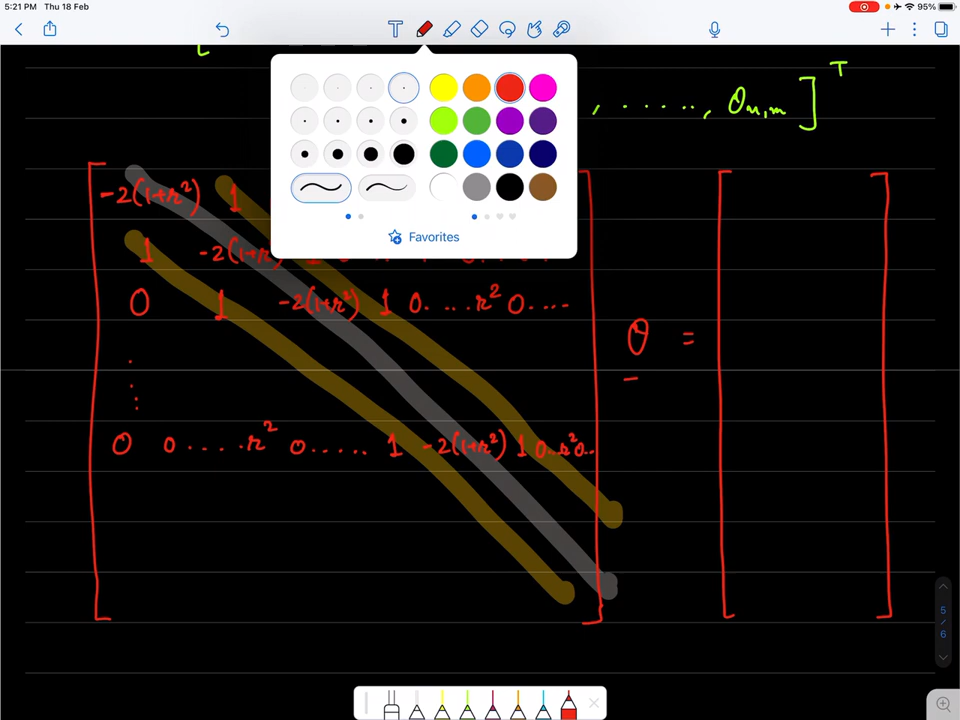 5:21 PM Thu 18 Feb 95%
T
, ......, θn,m ]ᵀ
-2(1+r²) 1
1 -2(1+r²) 1
0 1 -2(1+r²) 1 0....r² 0.....
θ =
0 0.....r² 0..... 1 -2(1+r²) 1 0..r²0..
Favorites
5
/
6